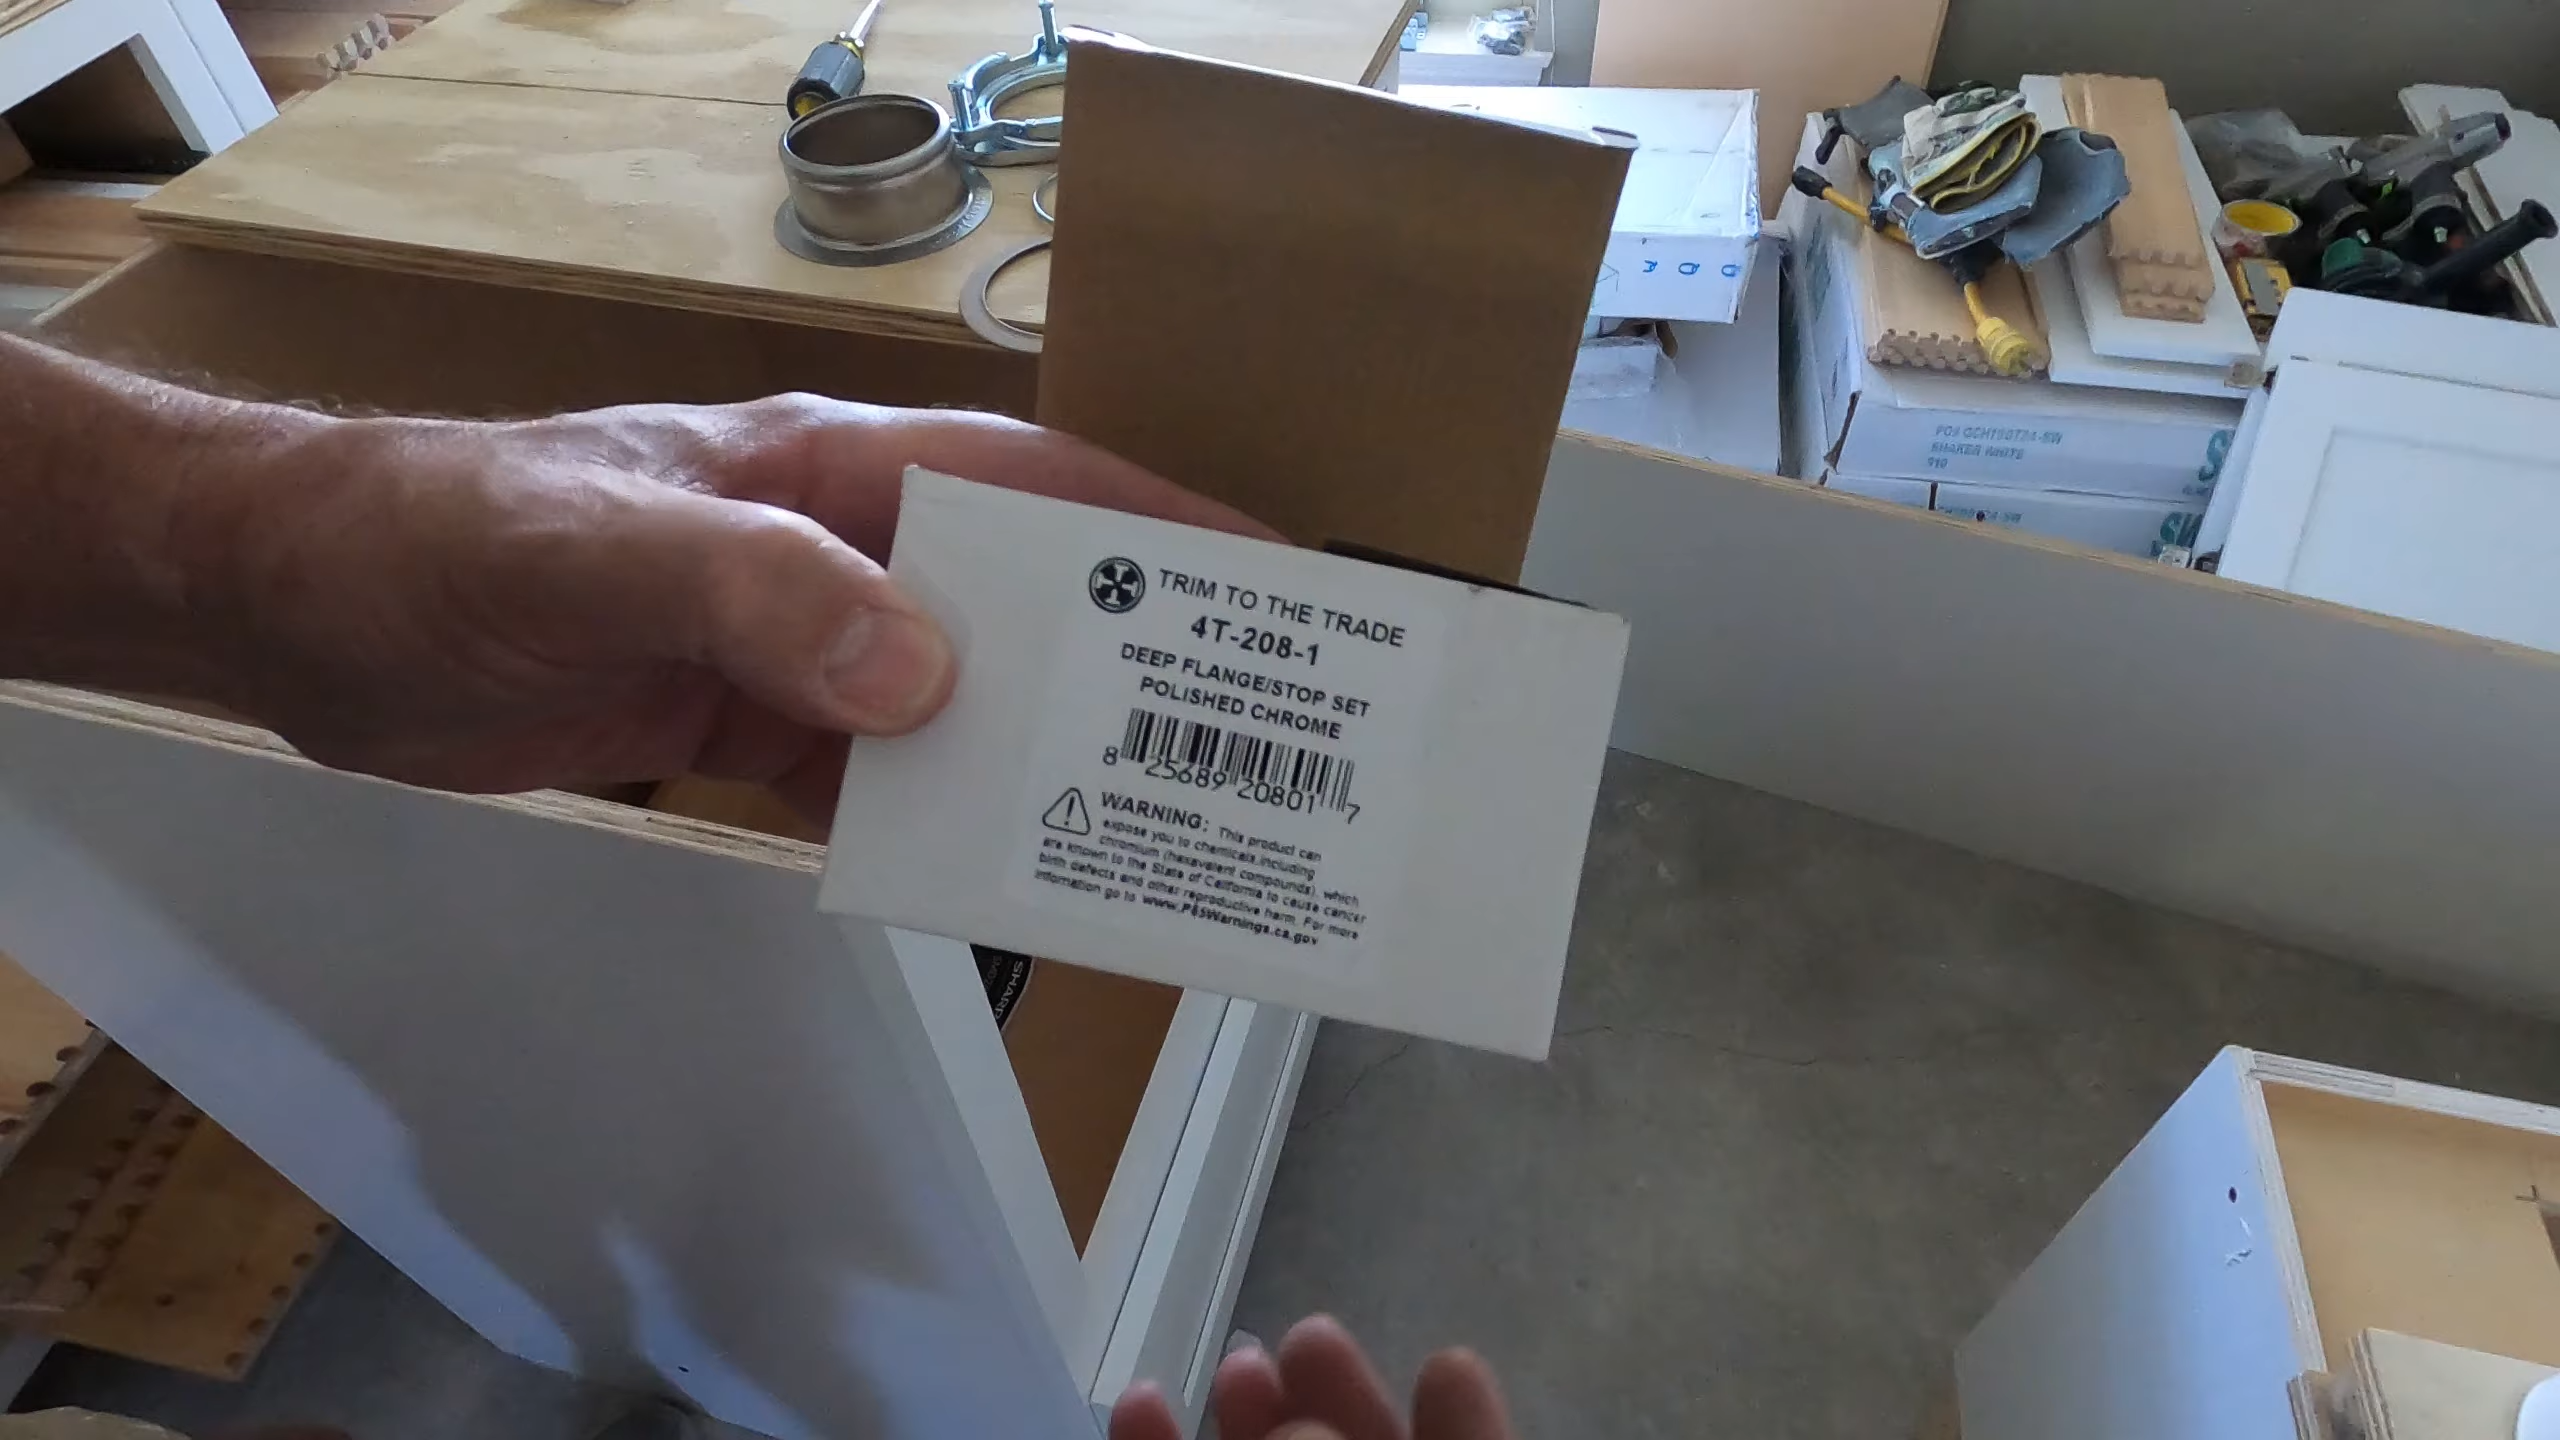 TRIM TO THE TRADE
4T-208-1
DEEP FLANGE/STOP SET
POLISHED CHROME
8 25689 20801 7
WARNING: This product can
expose you to chemicals including
chromium (hexavalent compounds), which
are known to the State of California to cause cancer
birth defects and other reproductive harm. For more
information go to www.P65Warnings.ca.gov
SHAKER WHITE
910
SHARP